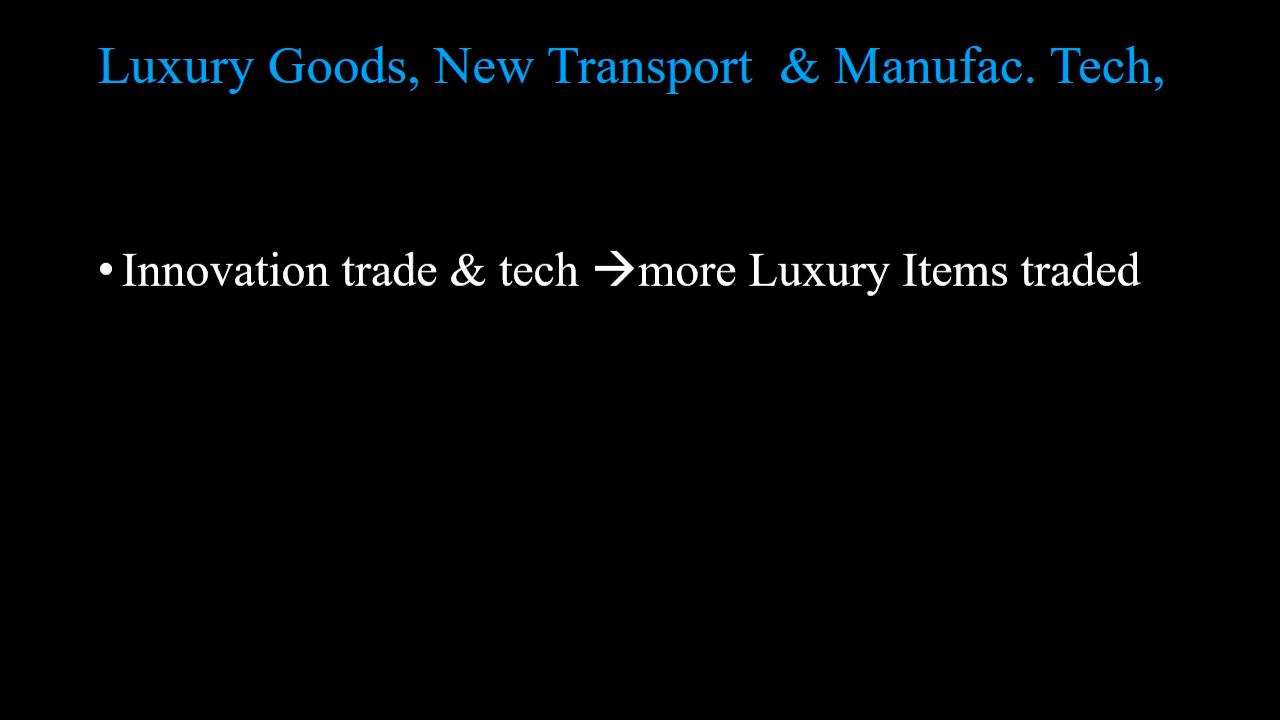 Luxury Goods, New Transport  & Manufac. Tech,
• Innovation trade & tech →more Luxury Items traded